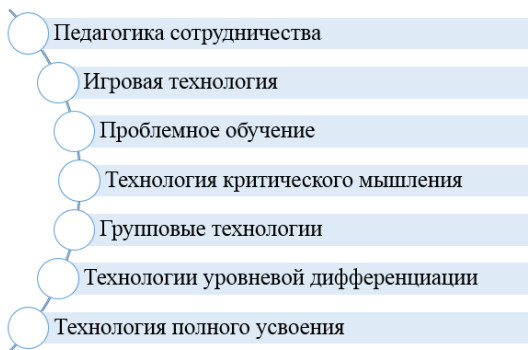 Педагогика сотрудничества
Игровая технология
Проблемное обучение
Технология критического мышления
Групповые технологии
Технологии уровневой дифференциации
Технология полного усвоения